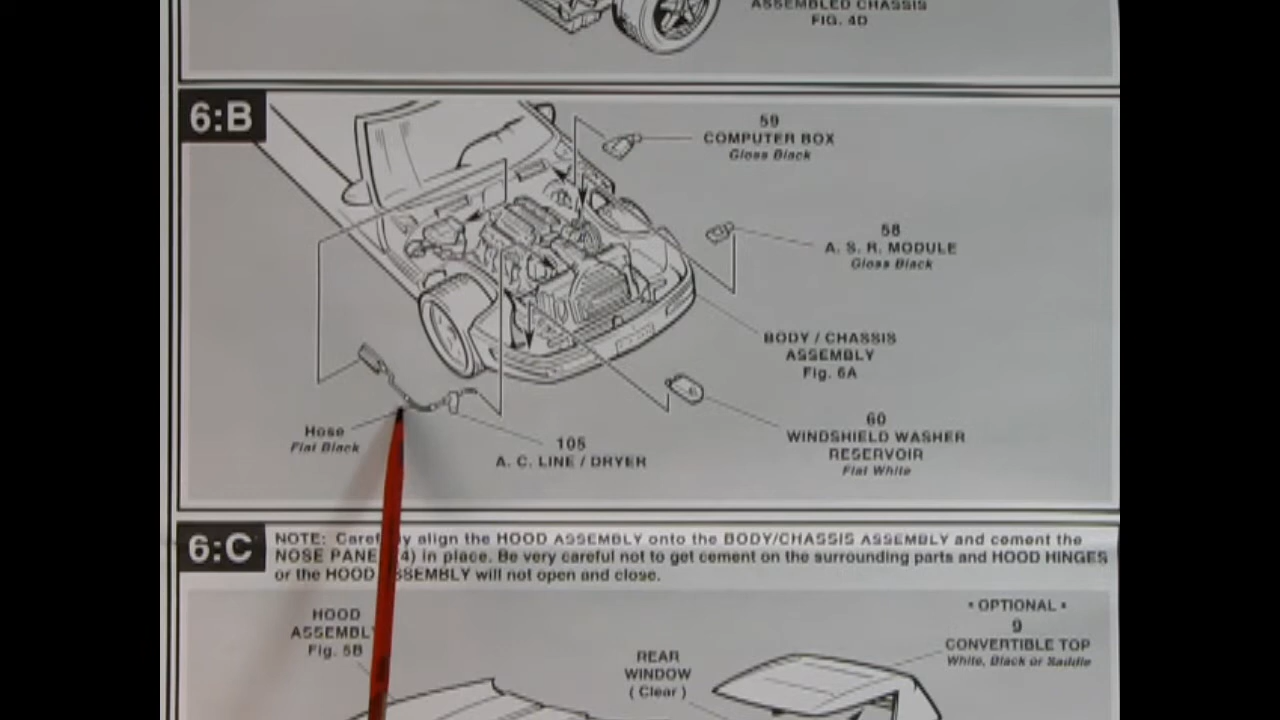 ASSEMBLED CHASSIS
FIG. 4D
6:B
59
COMPUTER BOX
Gloss Black
58
A. S. R. MODULE
Gloss Black
BODY / CHASSIS
ASSEMBLY
Fig. 6A
60
WINDSHIELD WASHER
RESERVOIR
Flat White
Hose
Flat Black
105
A. C. LINE / DRYER
6:C
NOTE: align the HOOD ASSEMBLY onto the BODY/CHASSIS ASSEMBLY and cement the
NOSE 4) in place. Be very careful not to get cement on the surrounding parts and HOOD HINGES
or the HOOD will not open and close.
HOOD
Fig. 5B
REAR
WINDOW
( Clear )
• OPTIONAL •
9
CONVERTIBLE TOP
White, Black or Saddle